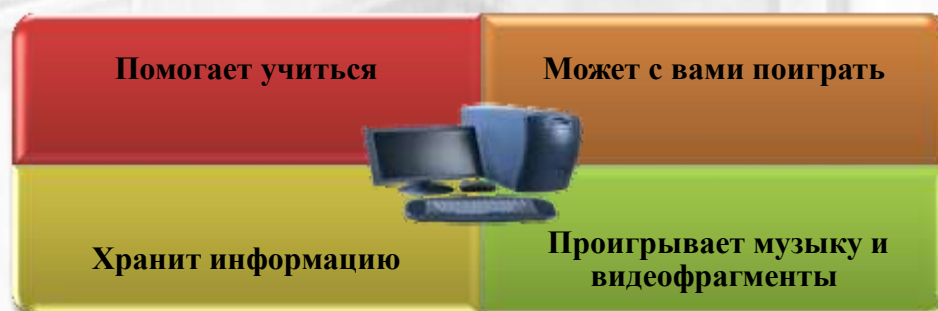 Помогает учиться
Может с вами поиграть
Хранит информацию
Проигрывает музыку и
видеофрагменты